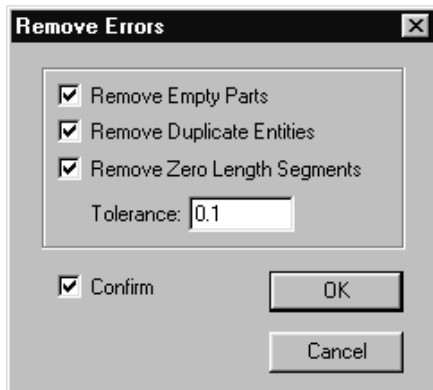 Remove Errors
Remove Empty Parts
Remove Duplicate Entities
Remove Zero Length Segments
Tolerance: 0.1
Confirm
OK
Cancel